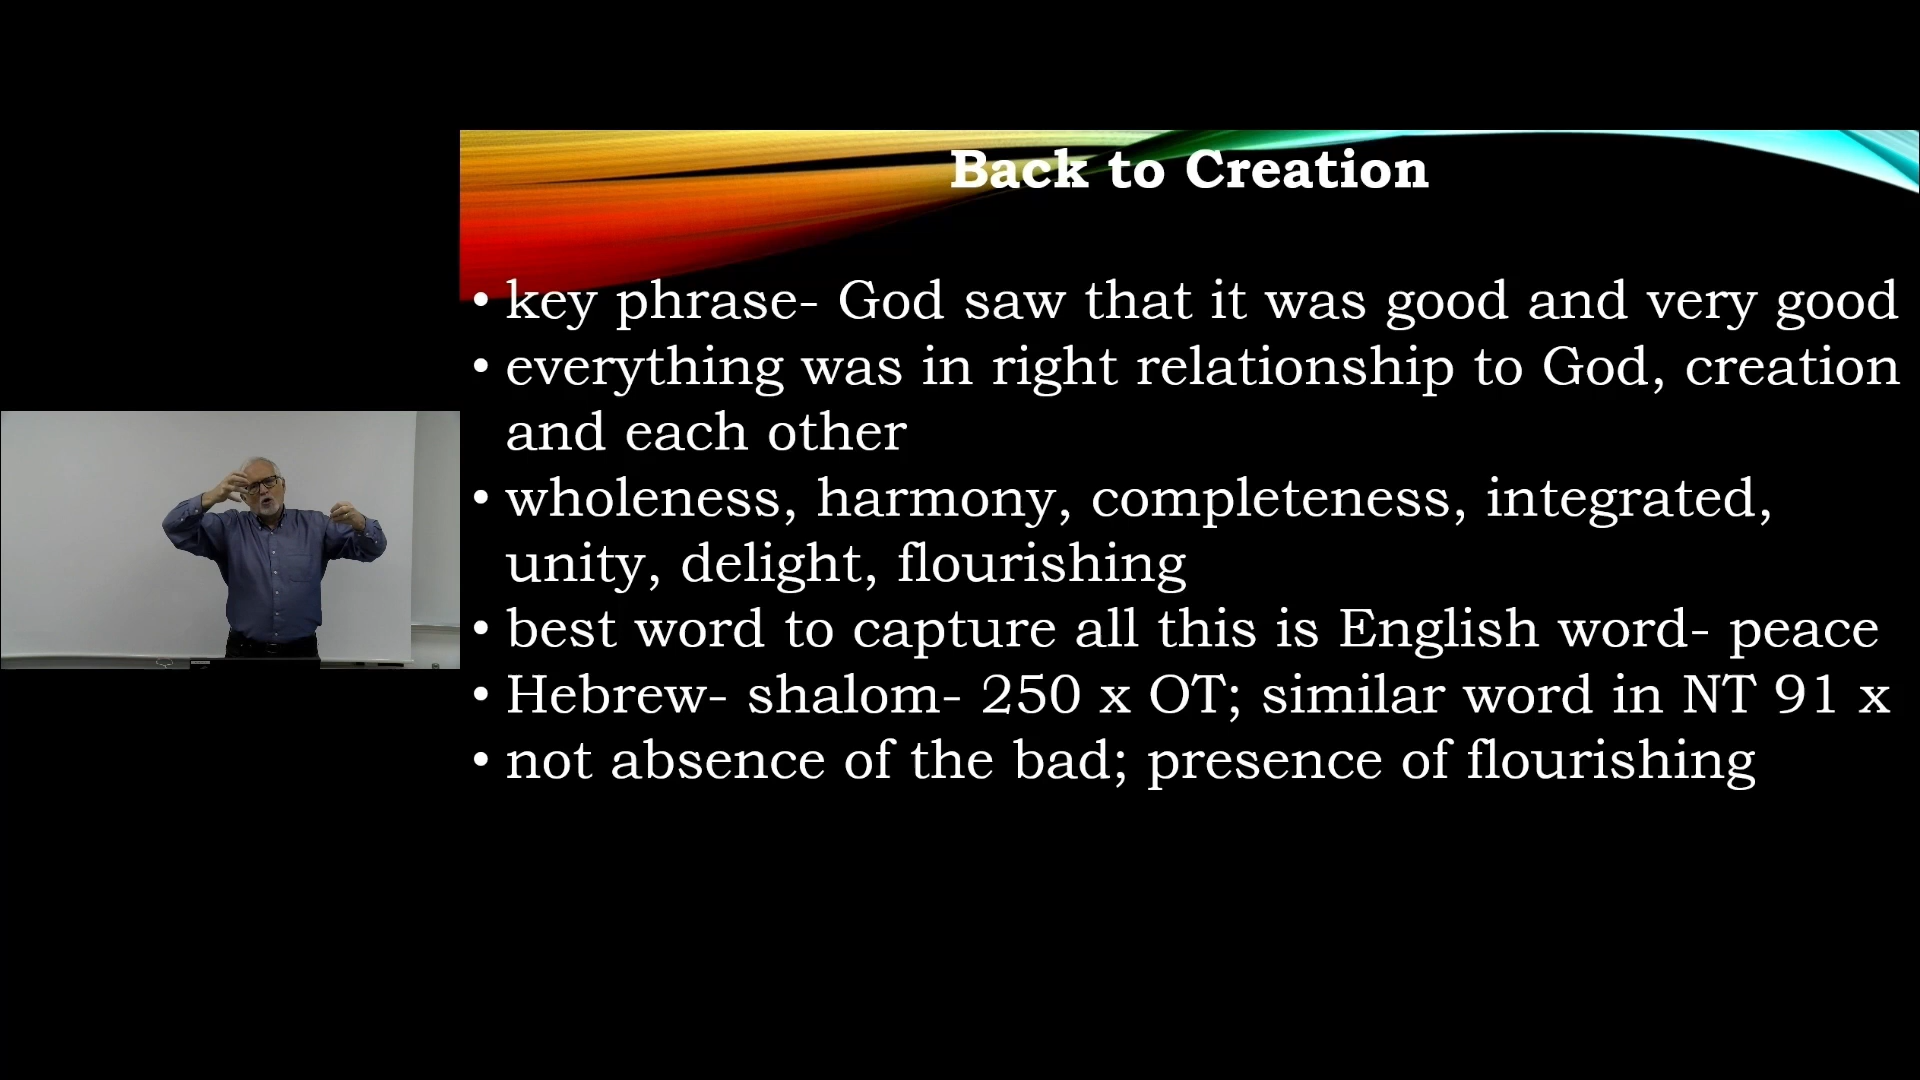 Back to Creation
• key phrase- God saw that it was good and very good
• everything was in right relationship to God, creation
and each other
• wholeness, harmony, completeness, integrated,
unity, delight, flourishing
• best word to capture all this is English word- peace
• Hebrew- shalom- 250 x OT; similar word in NT 91 x
• not absence of the bad; presence of flourishing